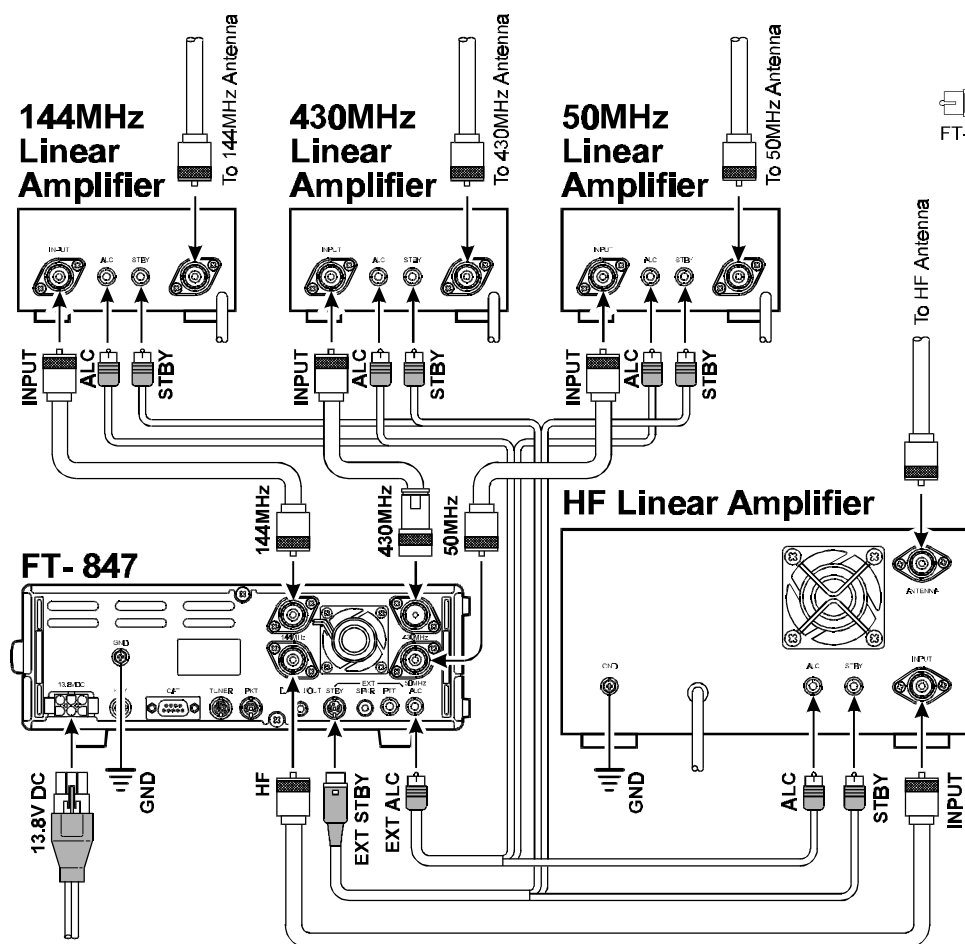 144MHz
Linear
Amplifier
To 144MHz Antenna
430MHz
Linear
Amplifier
To 430MHz Antenna
50MHz
Linear
Amplifier
To 50MHz Antenna
FT-
To HF Antenna
INPUT
ALC
STBY
INPUT
ALC
STBY
INPUT
ALC
STBY
INPUT
ALC
STBY
INPUT
ALC
STBY
INPUT
ALC
STBY
144MHz
430MHz
50MHz
HF Linear Amplifier
ANTENNA
GND
ALC
STBY
INPUT
FT- 847
GND
144MHz
430MHz
13.8VDC
CAT
TUNER
PKT
EXT
50MHz
STBY
SPKR
PTT
ALC
13.8V DC
GND
HF
EXT STBY
EXT ALC
GND
ALC
STBY
INPUT